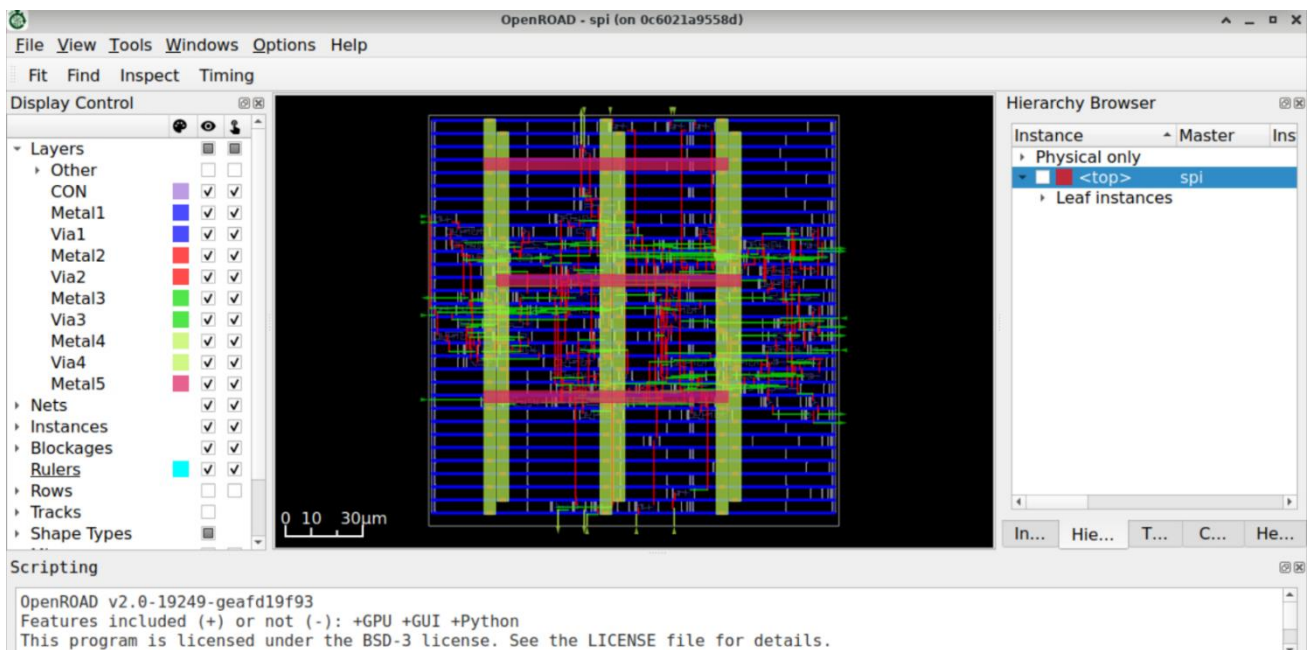 OpenROAD - spi (on 0c6021a9558d)
File View Tools Windows Options Help
Fit Find Inspect Timing
Display Control
Layers
Other
CON
Metal1
Via1
Metal2
Via2
Metal3
Via3
Metal4
Via4
Metal5
Nets
Instances
Blockages
Rulers
Rows
Tracks
Shape Types
0 10 30μm
Hierarchy Browser
Instance Master Ins
Physical only
<top> spi
Leaf instances
In... Hie... T... C... He...
Scripting
OpenROAD v2.0-19249-geafd19f93
Features included (+) or not (-): +GPU +GUI +Python
This program is licensed under the BSD-3 license. See the LICENSE file for details.